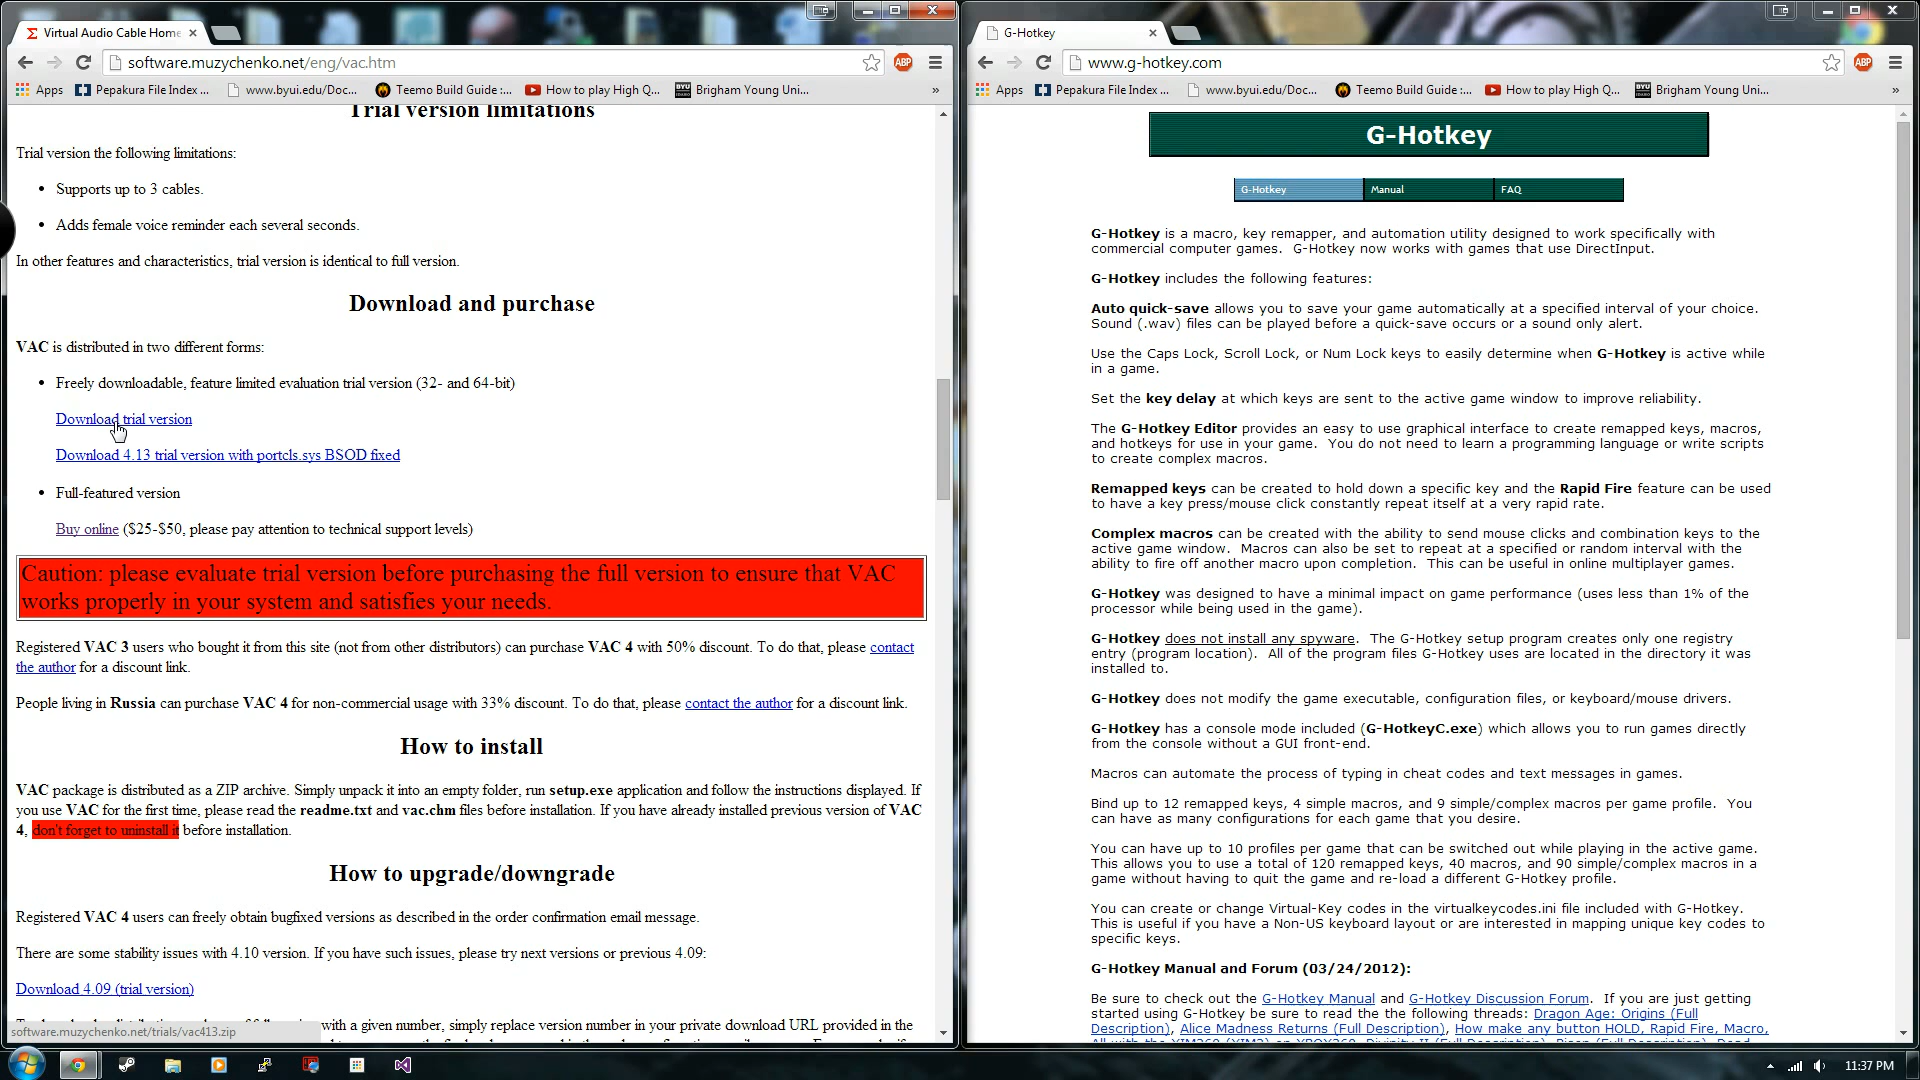 Virtual Audio Cable Home
software.muzychenko.net/eng/vac.htm
ABP
Apps
Pepakura File Index ...
www.byui.edu/Doc...
Teemo Build Guide :...
How to play High Q...
Brigham Young Uni...
»
Trial version limitations
Trial version the following limitations:
• Supports up to 3 cables.
• Adds female voice reminder each several seconds.
In other features and characteristics, trial version is identical to full version.
Download and purchase
VAC is distributed in two different forms:
• Freely downloadable, feature limited evaluation trial version (32- and 64-bit)
Download trial version
Download 4.13 trial version with portcls.sys BSOD fixed
• Full-featured version
Buy online ($25-$50, please pay attention to technical support levels)
Caution: please evaluate trial version before purchasing the full version to ensure that VAC
works properly in your system and satisfies your needs.
Registered VAC 3 users who bought it from this site (not from other distributors) can purchase VAC 4 with 50% discount. To do that, please contact
the author for a discount link.
People living in Russia can purchase VAC 4 for non-commercial usage with 33% discount. To do that, please contact the author for a discount link.
How to install
VAC package is distributed as a ZIP archive. Simply unpack it into an empty folder, run setup.exe application and follow the instructions displayed. If
you use VAC for the first time, please read the readme.txt and vac.chm files before installation. If you have already installed previous version of VAC
4, don't forget to uninstall it before installation.
How to upgrade/downgrade
Registered VAC 4 users can freely obtain bugfixed versions as described in the order confirmation email message.
There are some stability issues with 4.10 version. If you have such issues, please try next versions or previous 4.09:
Download 4.09 (trial version)
with a given number, simply replace version number in your private download URL provided in the
software.muzychenko.net/trials/vac413.zip
G-Hotkey
www.g-hotkey.com
ABP
Apps
Pepakura File Index ...
www.byui.edu/Doc...
Teemo Build Guide :...
How to play High Q...
Brigham Young Uni...
»
G-Hotkey
G-Hotkey
Manual
FAQ
G-Hotkey is a macro, key remapper, and automation utility designed to work specifically with
commercial computer games. G-Hotkey now works with games that use DirectInput.
G-Hotkey includes the following features:
Auto quick-save allows you to save your game automatically at a specified interval of your choice.
Sound (.wav) files can be played before a quick-save occurs or a sound only alert.
Use the Caps Lock, Scroll Lock, or Num Lock keys to easily determine when G-Hotkey is active while
in a game.
Set the key delay at which keys are sent to the active game window to improve reliability.
The G-Hotkey Editor provides an easy to use graphical interface to create remapped keys, macros,
and hotkeys for use in your game. You do not need to learn a programming language or write scripts
to create complex macros.
Remapped keys can be created to hold down a specific key and the Rapid Fire feature can be used
to have a key press/mouse click constantly repeat itself at a very rapid rate.
Complex macros can be created with the ability to send mouse clicks and combination keys to the
active game window. Macros can also be set to repeat at a specified or random interval with the
ability to fire off another macro upon completion. This can be useful in online multiplayer games.
G-Hotkey was designed to have a minimal impact on game performance (uses less than 1% of the
processor while being used in the game).
G-Hotkey does not install any spyware. The G-Hotkey setup program creates only one registry
entry (program location). All of the program files G-Hotkey uses are located in the directory it was
installed to.
G-Hotkey does not modify the game executable, configuration files, or keyboard/mouse drivers.
G-Hotkey has a console mode included (G-HotkeyC.exe) which allows you to run games directly
from the console without a GUI front-end.
Macros can automate the process of typing in cheat codes and text messages in games.
Bind up to 12 remapped keys, 4 simple macros, and 9 simple/complex macros per game profile. You
can have as many configurations for each game that you desire.
You can have up to 10 profiles per game that can be switched out while playing in the active game.
This allows you to use a total of 120 remapped keys, 40 macros, and 90 simple/complex macros in a
game without having to quit the game and re-load a different G-Hotkey profile.
You can create or change Virtual-Key codes in the virtualkeycodes.ini file included with G-Hotkey.
This is useful if you have a Non-US keyboard layout or are interested in mapping unique key codes to
specific keys.
G-Hotkey Manual and Forum (03/24/2012):
Be sure to check out the G-Hotkey Manual and G-Hotkey Discussion Forum. If you are just getting
started using G-Hotkey be sure to read the the following threads: Dragon Age: Origins (Full
Description), Alice Madness Returns (Full Description), How make any button HOLD, Rapid Fire, Macro,
11:37 PM